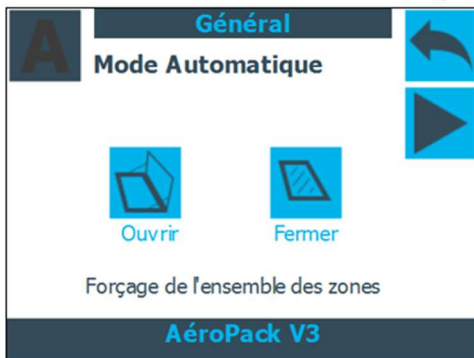 Général
A
Mode Automatique
Ouvrir Fermer
Forçage de l'ensemble des zones
AéroPack V3